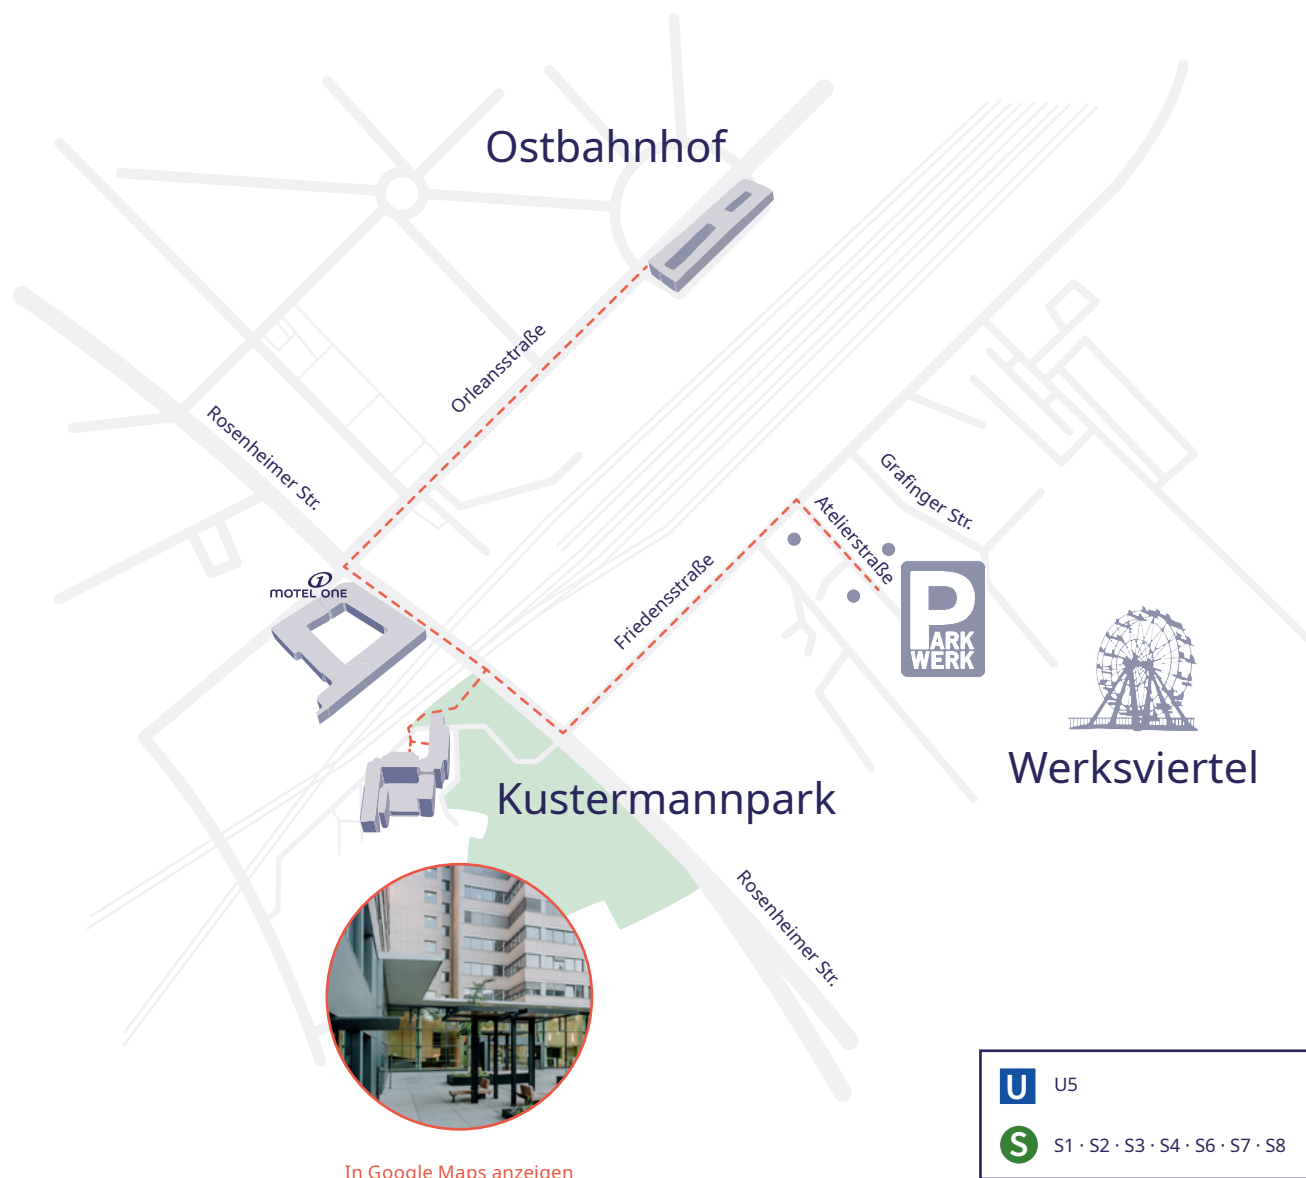 Ostbahnhof
Orleansstraße
Rosenheimer Str.
Grafinger Str.
Atelierstraße
Friedensstraße
MOTEL ONE
PARK
WERK
Werksviertel
Kustermannpark
Rosenheimer Str.
U U5
S S1 · S2 · S3 · S4 · S6 · S7 · S8
In Google Maps anzeigen